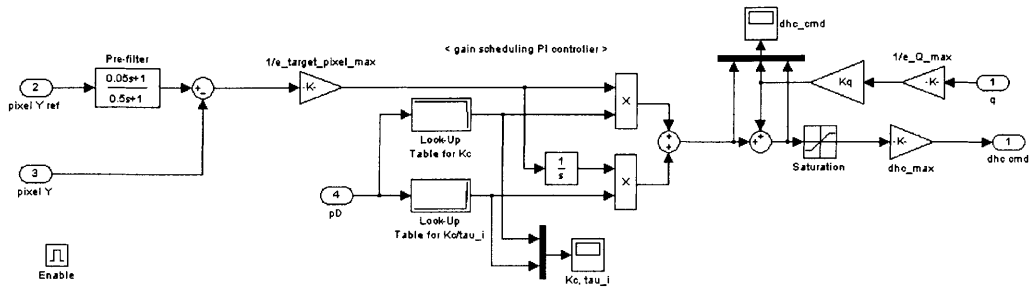 dhc_cmd
< gain scheduling PI controller >
Pre-filter
1/e_target_pixel_max
1/e_Q_max
2
0.05s+1
0.5s+1
+
-
-K-
×
Kq
-K-
1
pixel Y ref
q
Look-Up
Table for Kc
+
+
+
+
-K-
1
Saturation
dhc_max
dhc cmd
3
pixel Y
1
s
×
4
pD
Look-Up
Table for Kc/tau_i
Enable
Kc, tau_i